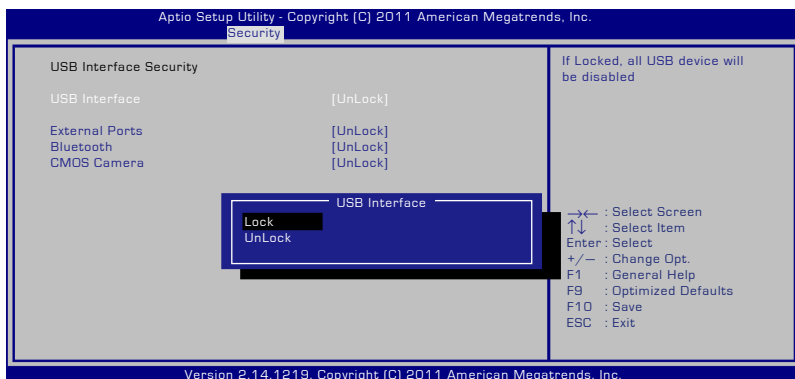 Aptio Setup Utility - Copyright (C) 2011 American Megatrends, Inc.
Security
USB Interface Security
USB Interface [UnLock]
External Ports [UnLock]
Bluetooth [UnLock]
CMOS Camera [UnLock]
If Locked, all USB device will
be disabled
USB Interface
Lock
UnLock
→← : Select Screen
↑↓ : Select Item
Enter : Select
+/− : Change Opt.
F1 : General Help
F9 : Optimized Defaults
F10 : Save
ESC : Exit
Version 2.14.1219. Copyright (C) 2011 American Megatrends, Inc.